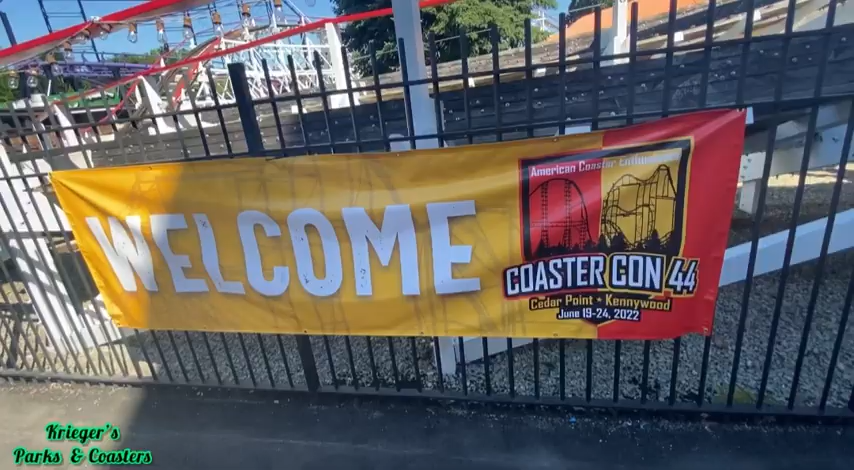 WELCOME
American Coaster Enthusiasts
COASTER CON 44
Cedar Point * Kennywood
June 19-24, 2022
Krieger's
Parks & Coasters